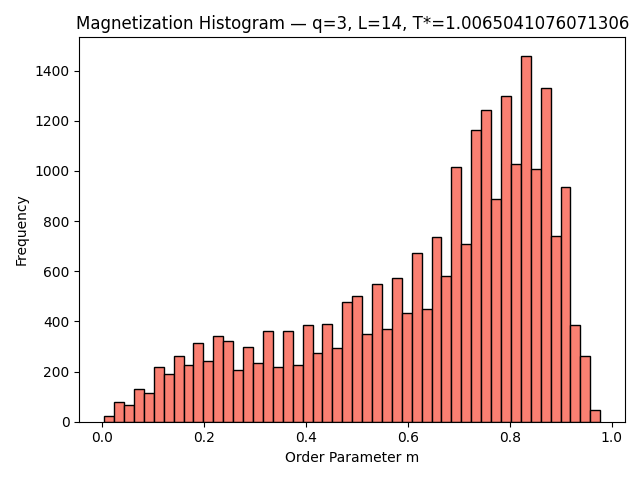 Magnetization Histogram — q=3, L=14, T*=1.0065041076071306
1400
1200
1000
800
600
400
200
0
Frequency
0.0 0.2 0.4 0.6 0.8 1.0
Order Parameter m